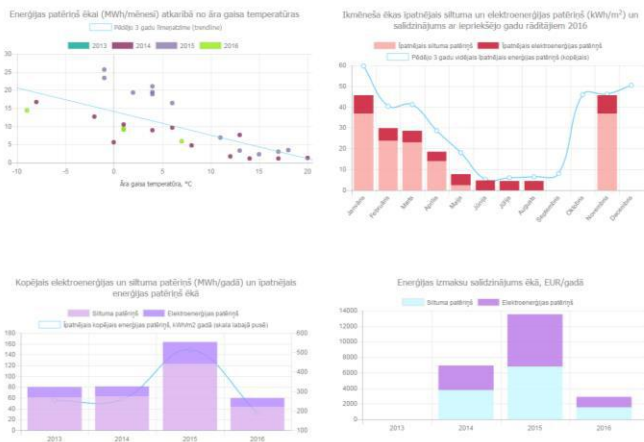 Enerģijas patēriņš ēkai (MWh/mēnesī) atkarībā no āra gaisa temperatūras
Pēdējo 3 gadu līmeņatzīme (trendline)
2013 2014 2015 2016
30
25
20
15
10
5
0
-10 -5 0 5 10 15 20
Āra gaisa temperatūra, °C
Ikmēneša ēkas īpatnējais siltuma un elektroenerģijas patēriņš (kWh/m²) un
salīdzinājums ar iepriekšējo gadu rādītājiem 2016
Īpatnējais siltuma patēriņš Īpatnējais elektroenerģijas patēriņš
Pēdējo 3 gadu vidējais īpatnējais enerģijas patēriņš (kopējais)
60
50
40
30
20
10
0
Janvāris Februāris Marts Aprīlis Maijs Jūnijs Jūlijs Augusts Septembris Oktobris Novembris Decembris
Kopējais elektroenerģijas un siltuma patēriņš (MWh/gadā) un īpatnējais
enerģijas patēriņš ēkā
Siltuma patēriņš Elektroenerģijas patēriņš
Īpatnējais kopējais enerģijas patēriņš, kWh/m2 gadā (skala labajā pusē)
180
160
140
120
100
80
60
40
20
0
600
500
400
300
200
100
2013 2014 2015 2016
Enerģijas izmaksu salīdzinājums ēkā, EUR/gadā
Siltuma patēriņš Elektroenerģijas patēriņš
14000
12000
10000
8000
6000
4000
2000
0
2013 2014 2015 2016